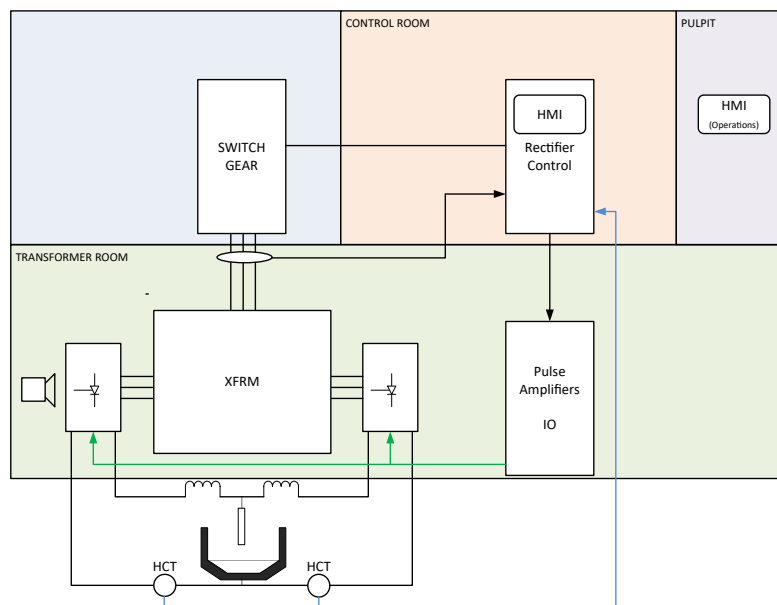 CONTROL ROOM
PULPIT
SWITCH
GEAR
HMI
Rectifier
Control
HMI
(Operations)
TRANSFORMER ROOM
-
XFRM
Pulse
Amplifiers
IO
HCT
HCT